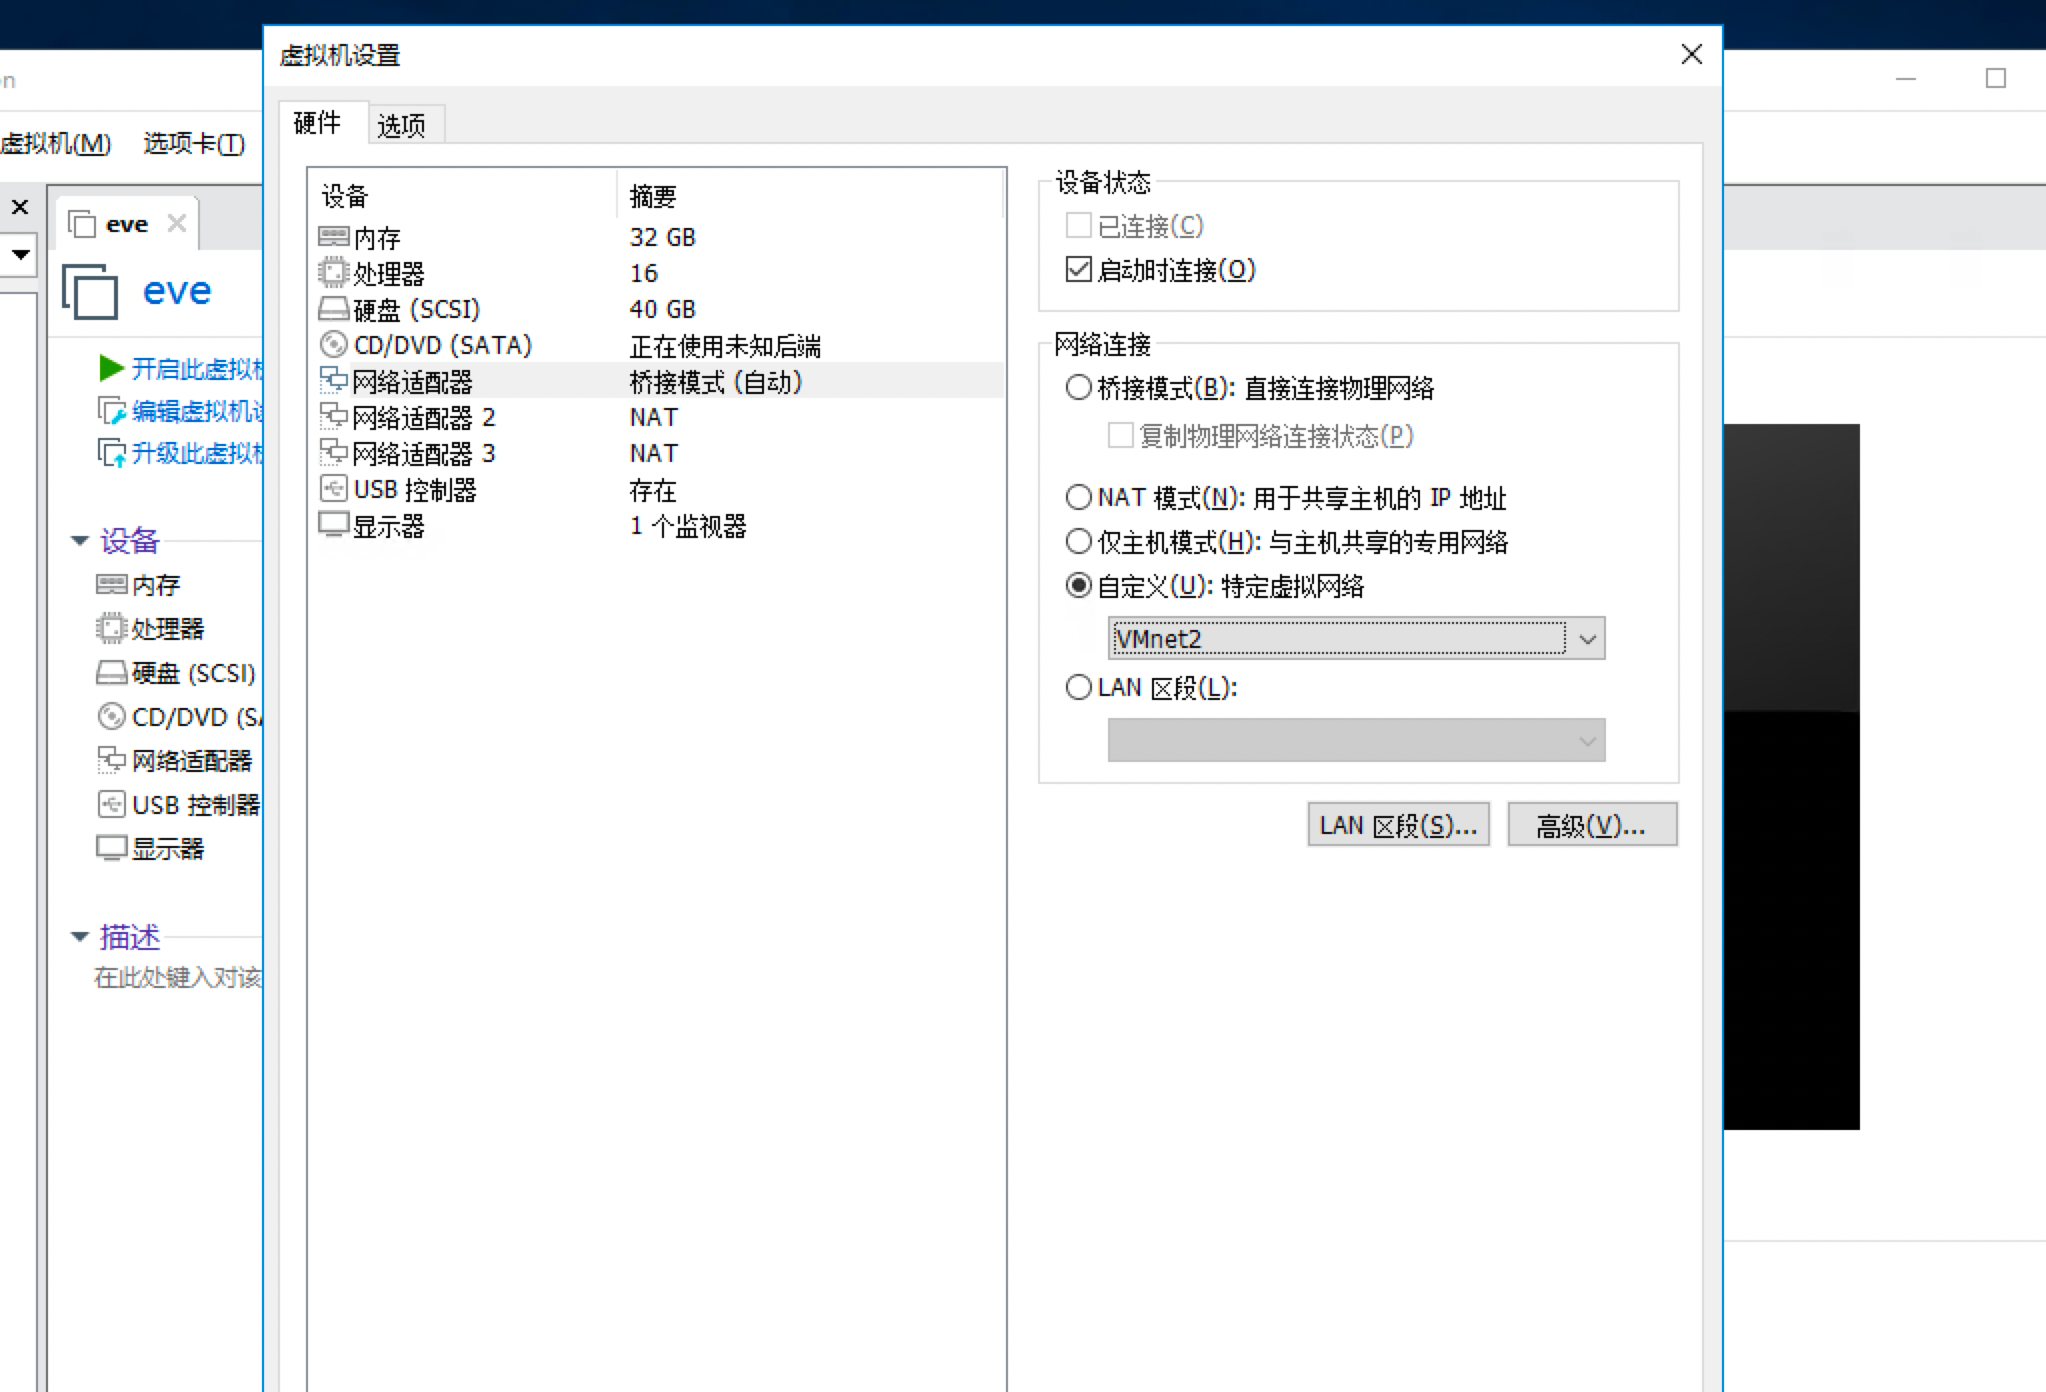 虚拟机设置
n
硬件
选项
虚拟机(M) 选项卡(T)
eve
eve
开启此虚拟机
编辑虚拟机设
升级此虚拟机
设备
内存
处理器
硬盘 (SCSI)
CD/DVD (SA
网络适配器
USB 控制器
显示器
描述
在此处键入对该
设备 摘要
内存 32 GB
处理器 16
硬盘 (SCSI) 40 GB
CD/DVD (SATA) 正在使用未知后端
网络适配器 桥接模式 (自动)
网络适配器 2 NAT
网络适配器 3 NAT
USB 控制器 存在
显示器 1 个监视器
设备状态
已连接(C)
启动时连接(O)
网络连接
桥接模式(B): 直接连接物理网络
复制物理网络连接状态(P)
NAT 模式(N): 用于共享主机的 IP 地址
仅主机模式(H): 与主机共享的专用网络
自定义(U): 特定虚拟网络
VMnet2
LAN 区段(L):
LAN 区段(S)... 高级(V)...